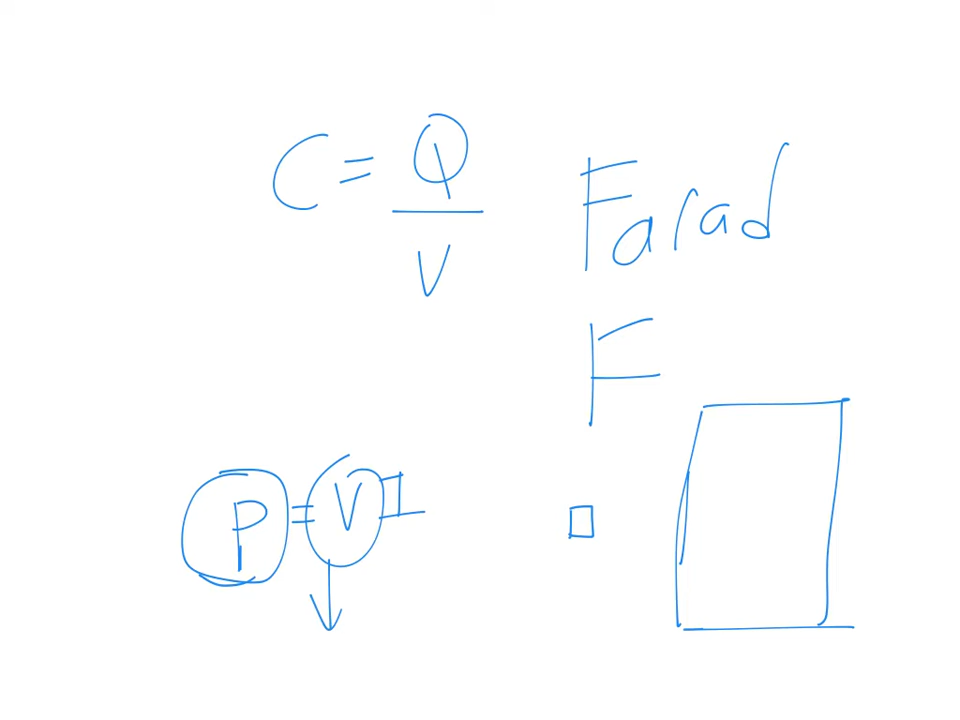 C = Q/V
Farad
F
P = VI